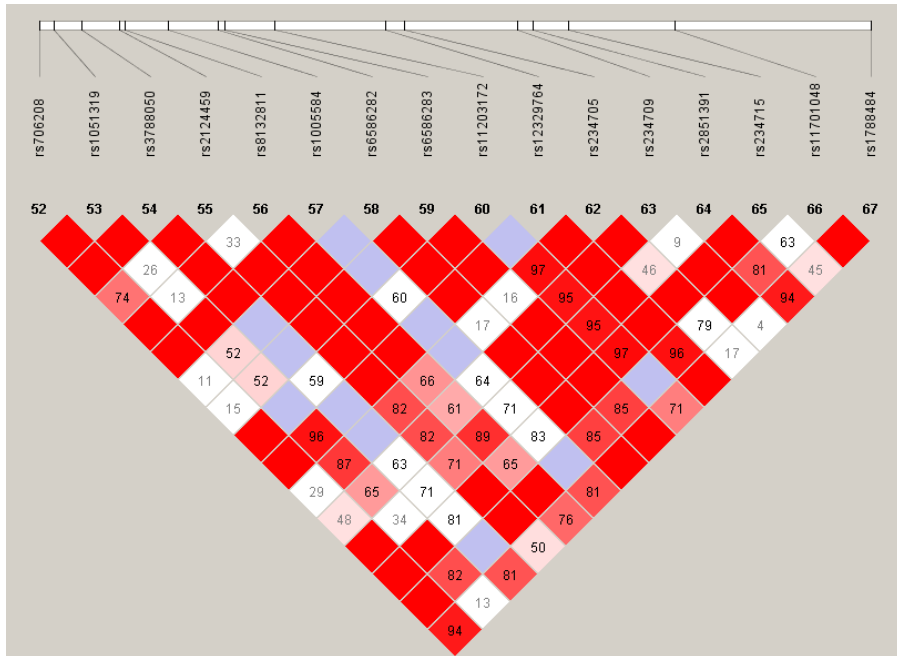 rs706208
rs1051319
rs3788050
rs2124459
rs8132811
rs1005584
rs6586282
rs6586283
rs11203172
rs12329764
rs234705
rs234709
rs2851391
rs234715
rs11701048
rs1788484
52 53 54 55 56 57 58 59 60 61 62 63 64 65 66 67
33 9 63
26 97 46 81 45
74 13 60 16 95 94
17 95 79 4
52 97 96 17
11 52 59 66 64
15 82 61 71 85 71
96 82 89 83 85
87 63 71 65
29 65 71 81
48 34 81 76
50
82 81
13
94